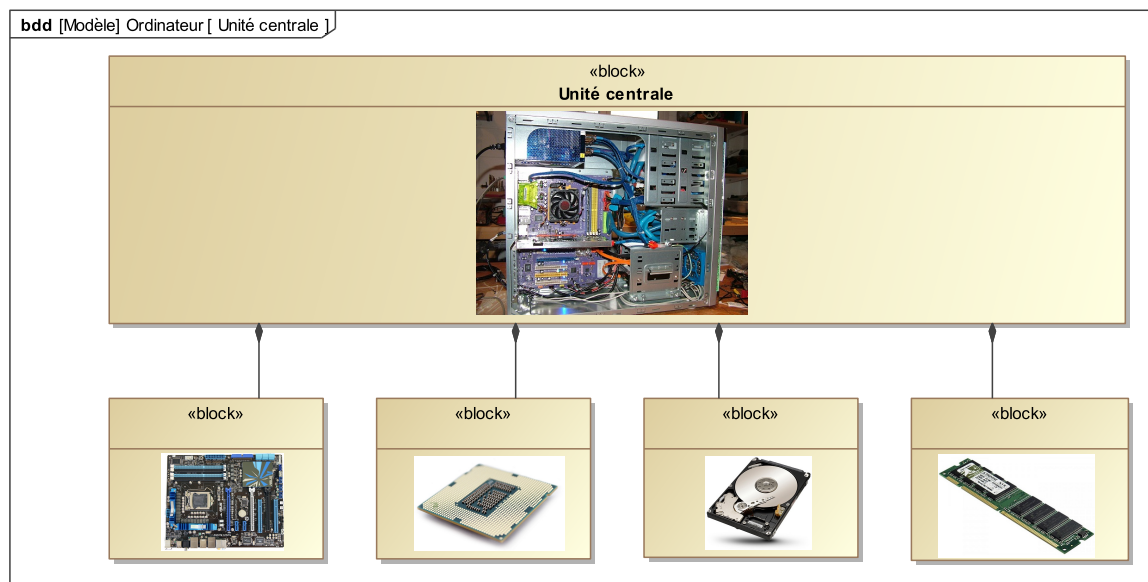 bdd [Modèle] Ordinateur [ Unité centrale ]
«block»
Unité centrale
«block»
«block»
«block»
«block»